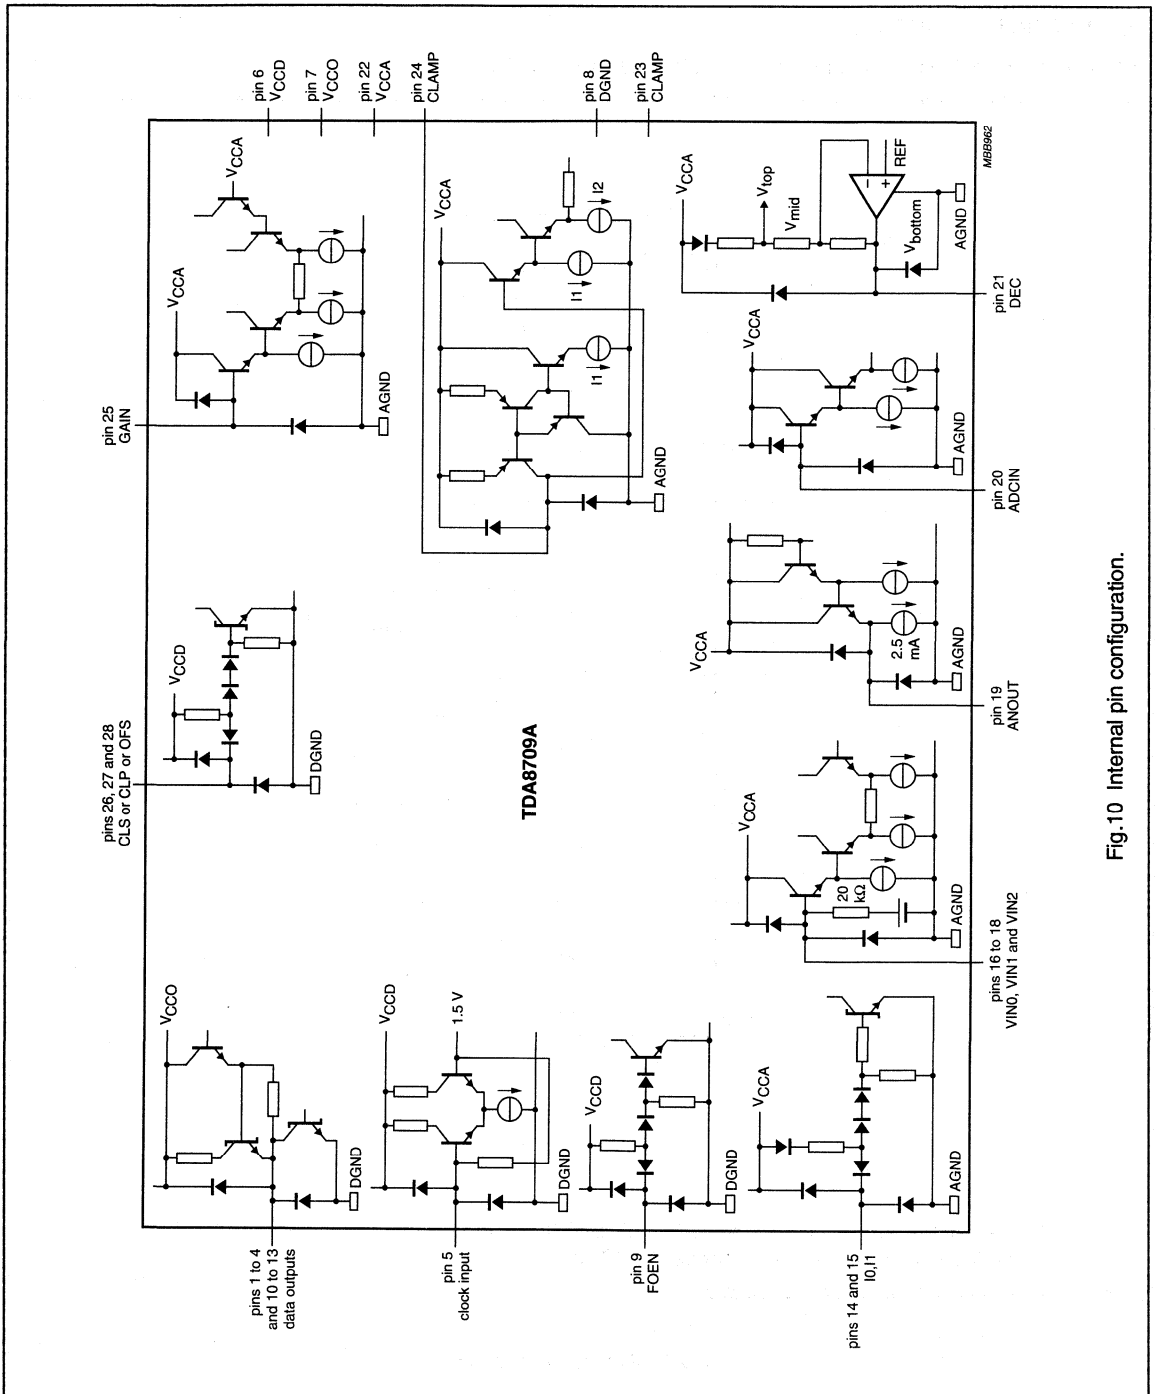 pin 6
VCCD
pin 7
VCCO
pin 22
VCCA
pin 24
CLAMP
pin 8
DGND
pin 23
CLAMP
VCCA
VCCA
pin 25
GAIN
AGND
VCCA
I2
I1
I1
AGND
MBB962
VCCA
Vtop
Vmid
REF
−
+
Vbottom
AGND
pin 21
DEC
VCCA
AGND
pin 20
ADCIN
VCCA
2.5
mA
AGND
pin 19
ANOUT
VCCD
pins 26, 27 and 28
CLS or CLP or OFS
DGND
TDA8709A
VCCA
20
kΩ
AGND
pins 16 to 18
VIN0, VIN1 and VIN2
VCCO
DGND
pins 1 to 4
and 10 to 13
data outputs
VCCD
1.5 V
DGND
pin 5
clock input
VCCD
DGND
pin 9
FOEN
VCCA
AGND
pins 14 and 15
I0,I1
Fig.10 Internal pin configuration.